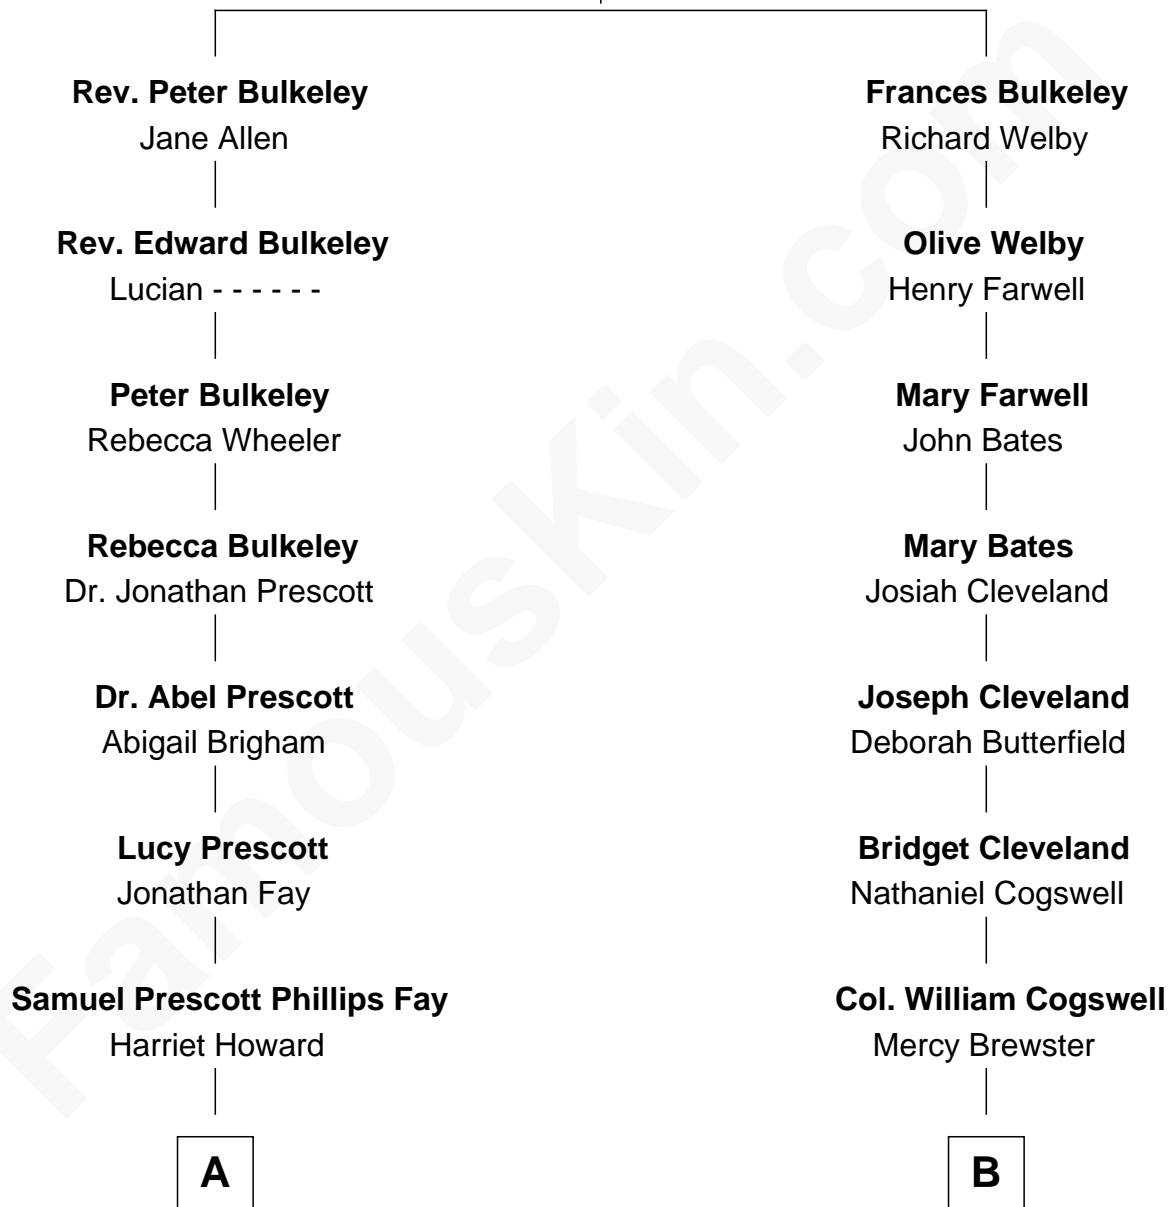 Rev. Peter Bulkeley
Jane Allen
Rev. Edward Bulkeley
Lucian - - - - - -
Peter Bulkeley
Rebecca Wheeler
Rebecca Bulkeley
Dr. Jonathan Prescott
Dr. Abel Prescott
Abigail Brigham
Lucy Prescott
Jonathan Fay
Samuel Prescott Phillips Fay
Harriet Howard
A
Frances Bulkeley
Richard Welby
Olive Welby
Henry Farwell
Mary Farwell
John Bates
Mary Bates
Josiah Cleveland
Joseph Cleveland
Deborah Butterfield
Bridget Cleveland
Nathaniel Cogswell
Col. William Cogswell
Mercy Brewster
B
FamousKin.com